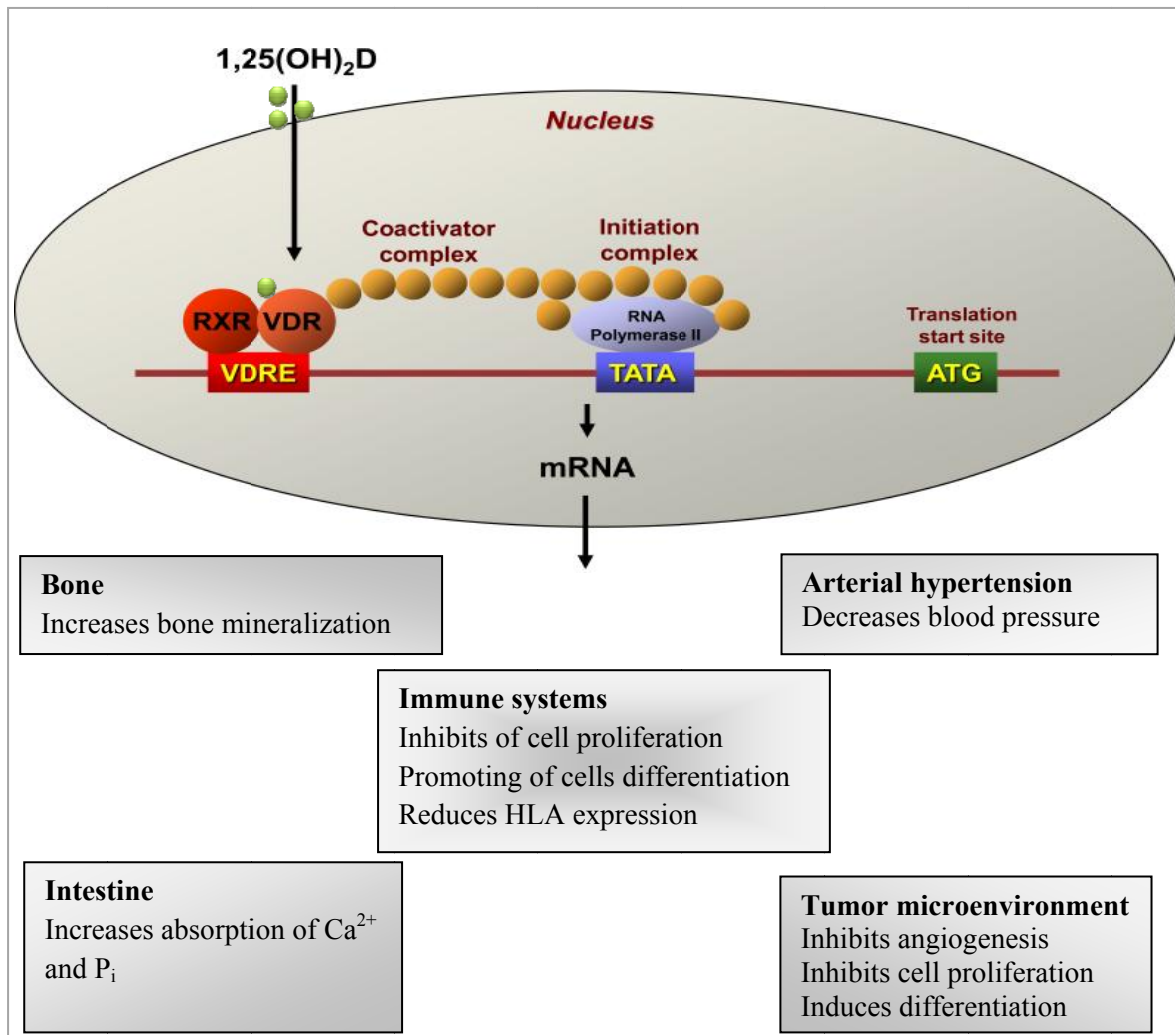 1,25(OH)₂D
Nucleus
Coactivator
complex
Initiation
complex
RXR
VDR
RNA
Polymerase II
Translation
start site
VDRE
TATA
ATG
mRNA
Bone
Increases bone mineralization
Arterial hypertension
Decreases blood pressure
Immune systems
Inhibits of cell proliferation
Promoting of cells differentiation
Reduces HLA expression
Intestine
Increases absorption of Ca²⁺
and Pᵢ
Tumor microenvironment
Inhibits angiogenesis
Inhibits cell proliferation
Induces differentiation